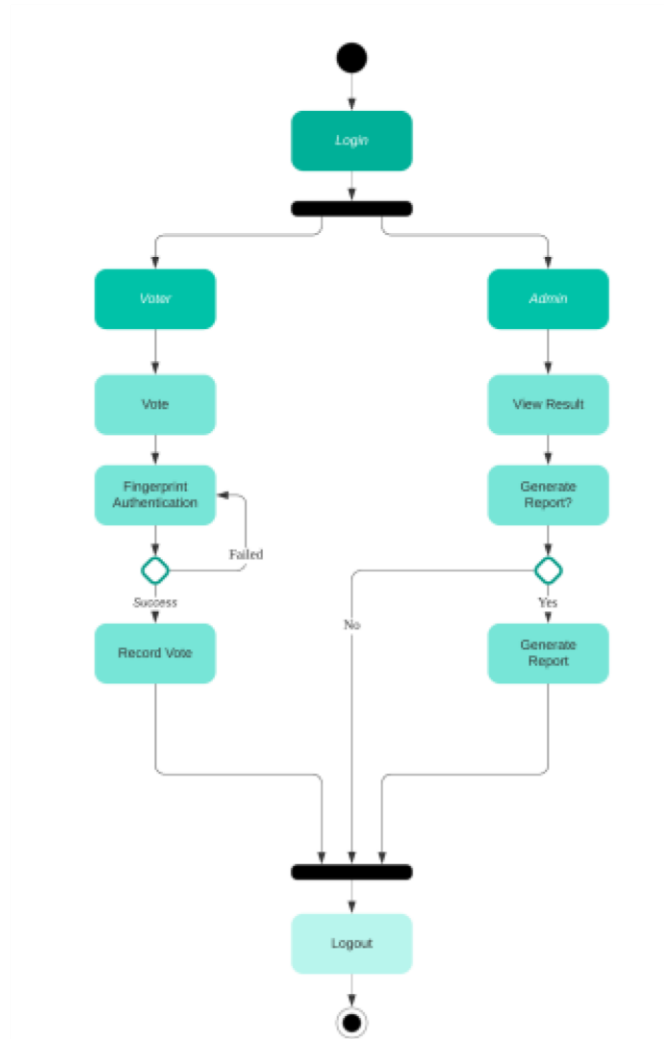 Login
Voter
Admin
Vote
View Result
Fingerprint
Authentication
Generate
Report?
Failed
Success
Yes
No
Record Vote
Generate
Report
Logout